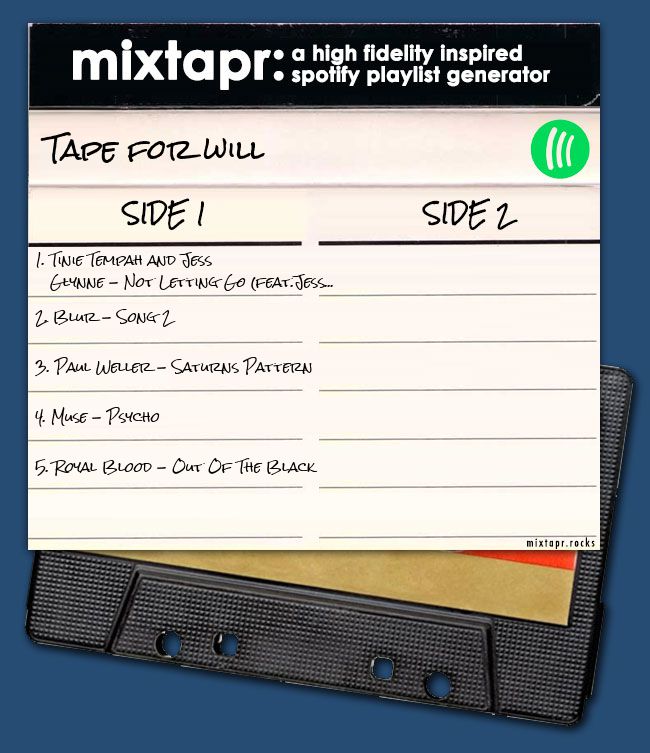 mixtapr: a high fidelity inspired
spotify playlist generator
TAPE FOR WILL
SIDE 1
SIDE 2
1. TINIE TEMPAH AND JESS
GLYNNE - NOT LETTING GO (FEAT.JESS...
2. BLUR - SONG 2
3. PAUL WELLER - SATURNS PATTERN
4. MUSE - PSYCHO
5. ROYAL BLOOD - OUT OF THE BLACK
mixtapr.rocks